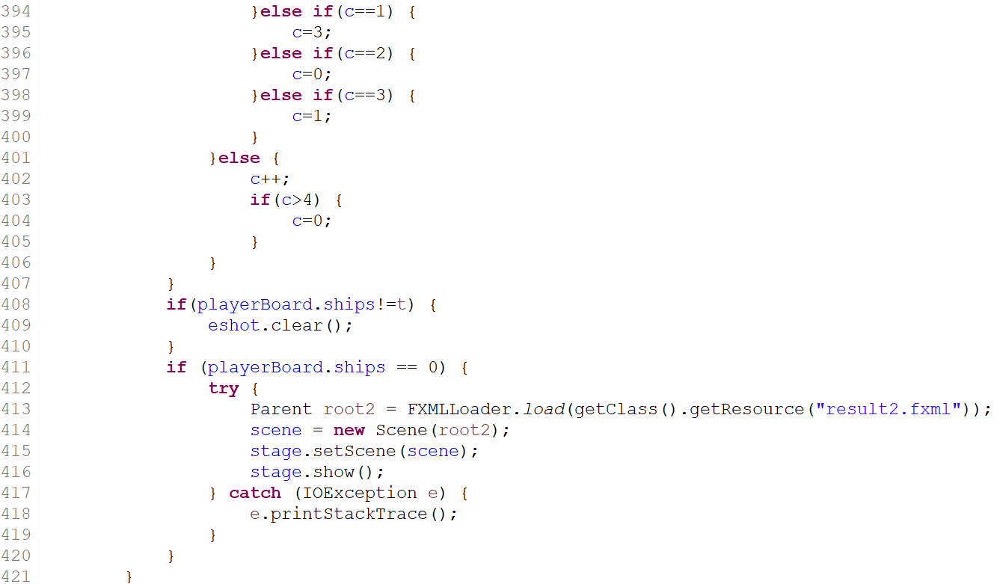 394                     }else if(c==1) {
395                         c=3;
396                     }else if(c==2) {
397                         c=0;
398                     }else if(c==3) {
399                         c=1;
400                     }
401                 }else {
402                     c++;
403                     if(c>4) {
404                         c=0;
405                     }
406                 }
407             }
408             if(playerBoard.ships!=t) {
409                 eshot.clear();
410             }
411             if (playerBoard.ships == 0) {
412                 try {
413                     Parent root2 = FXMLLoader.load(getClass().getResource("result2.fxml"));
414                     scene = new Scene(root2);
415                     stage.setScene(scene);
416                     stage.show();
417                 } catch (IOException e) {
418                     e.printStackTrace();
419                 }
420             }
421         }